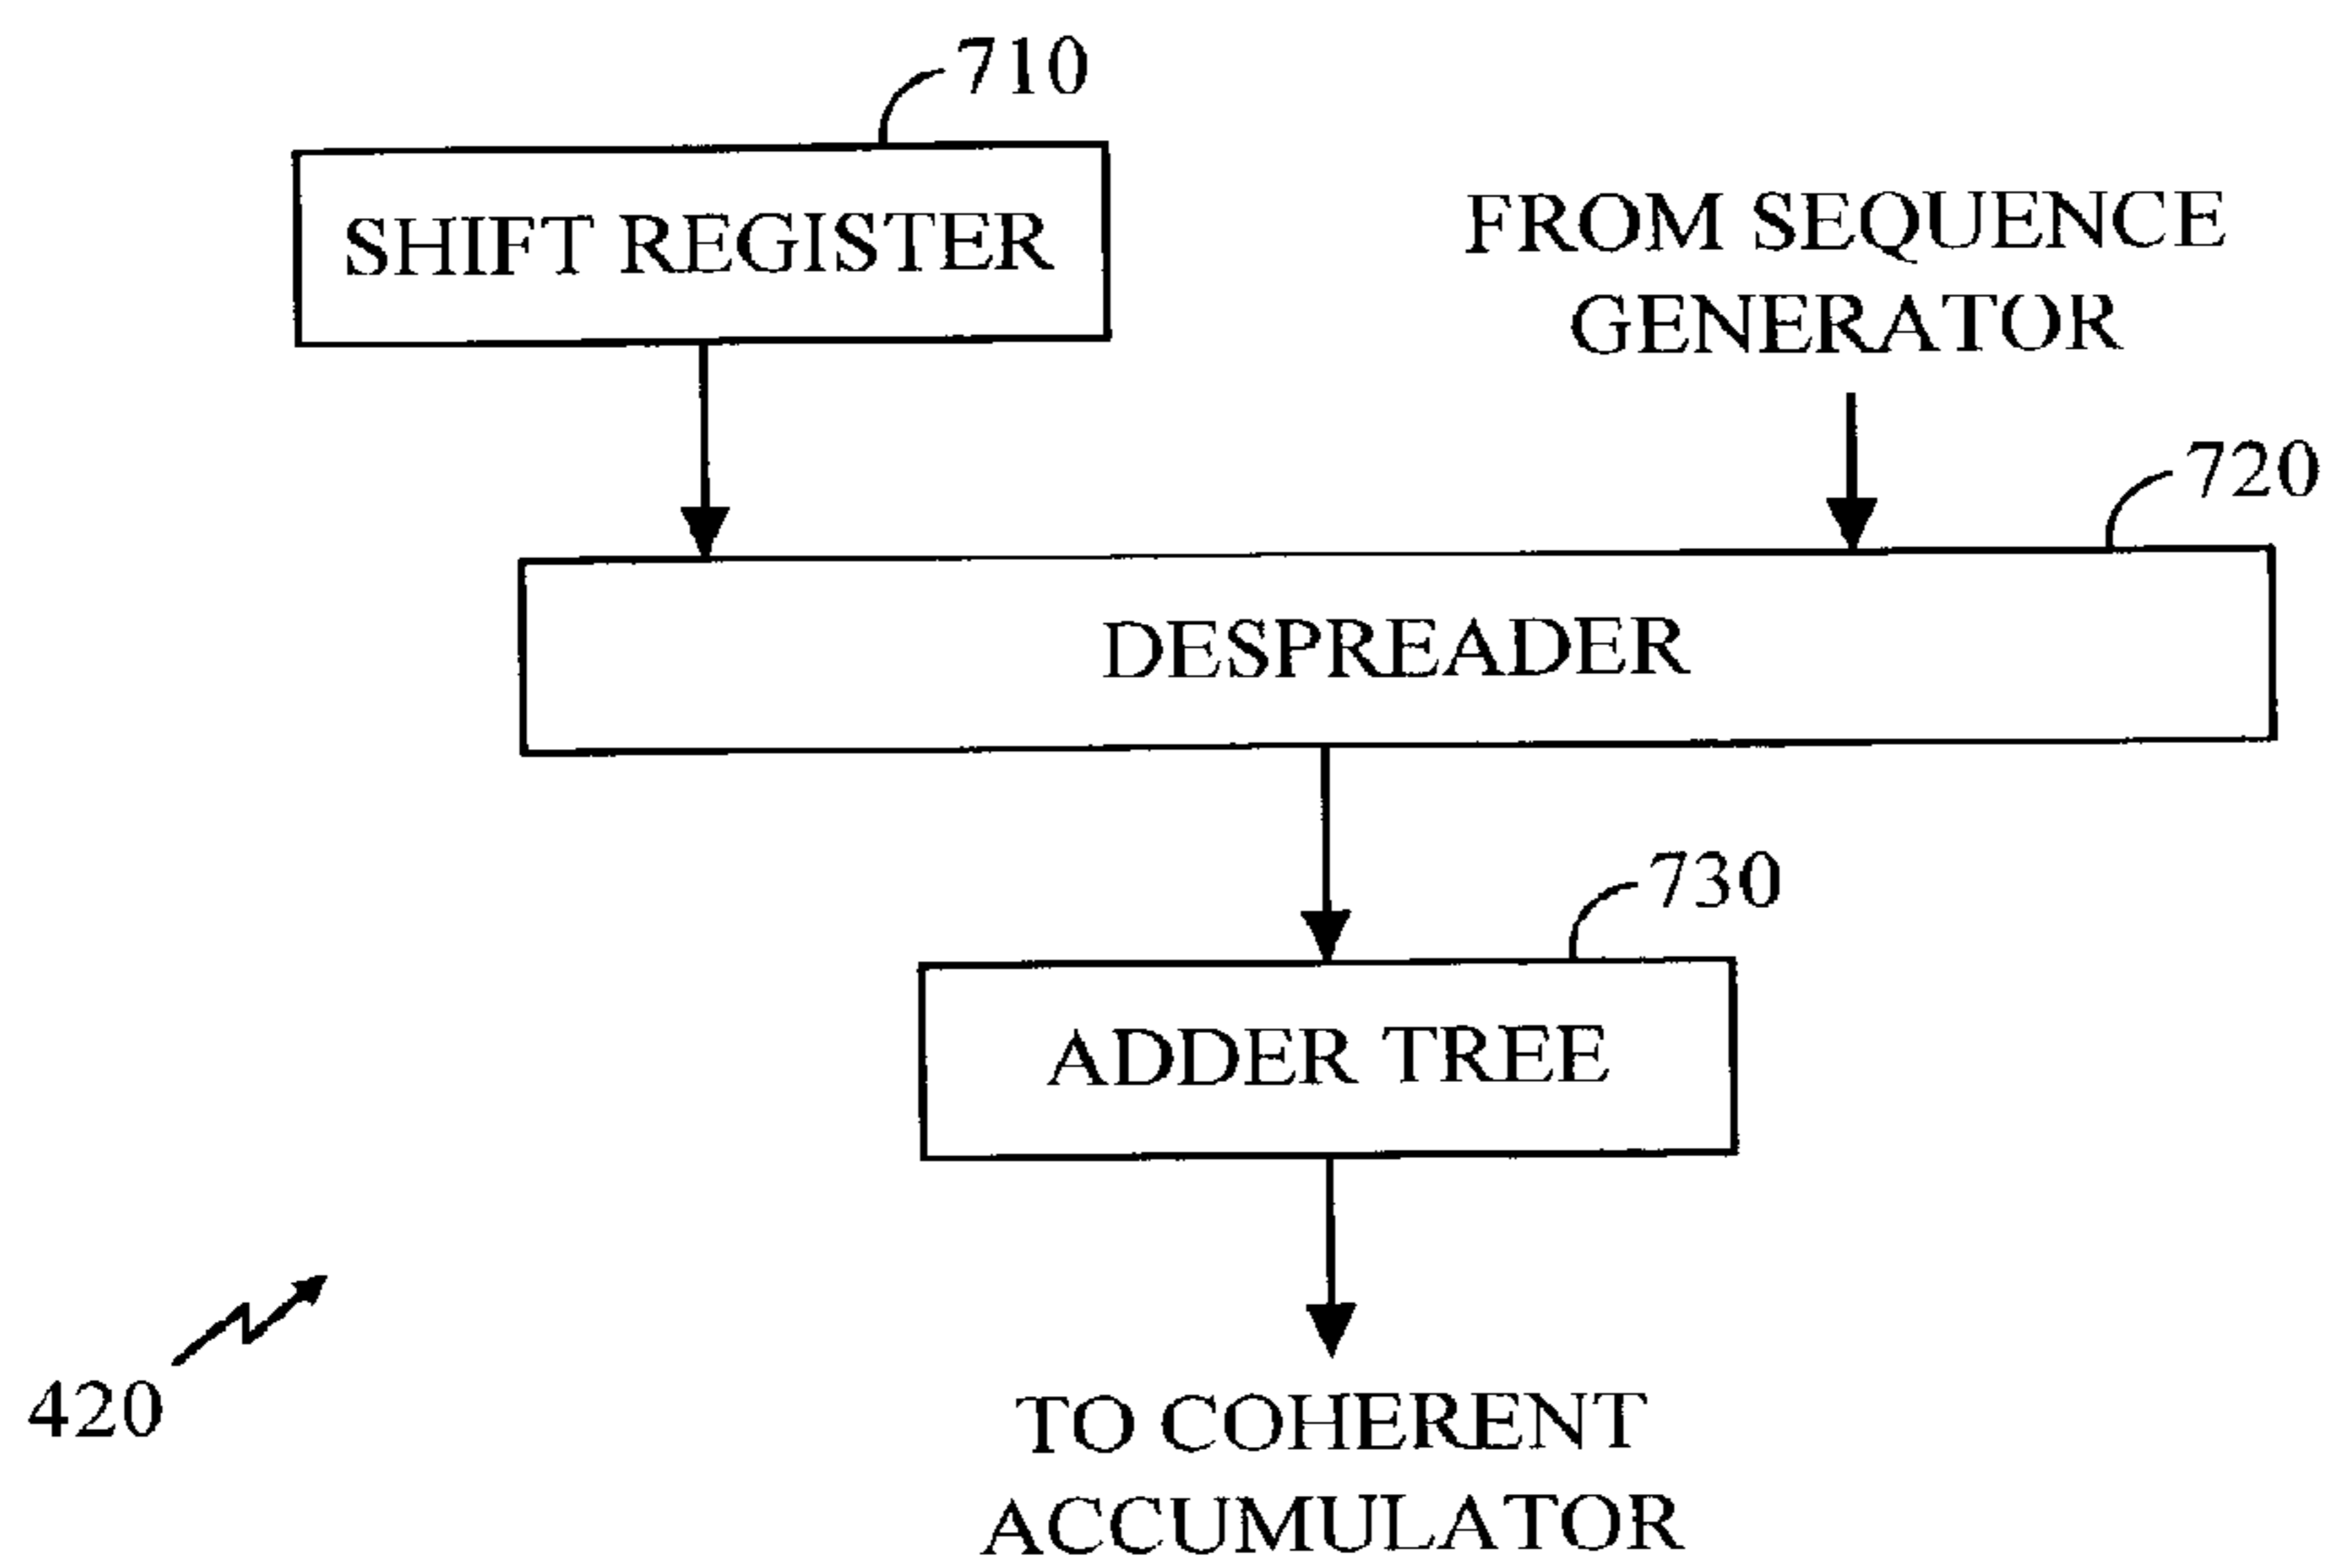 710
SHIFT REGISTER
FROM SEQUENCE
GENERATOR
720
DESPREADER
730
ADDER TREE
420
TO COHERENT
ACCUMULATOR